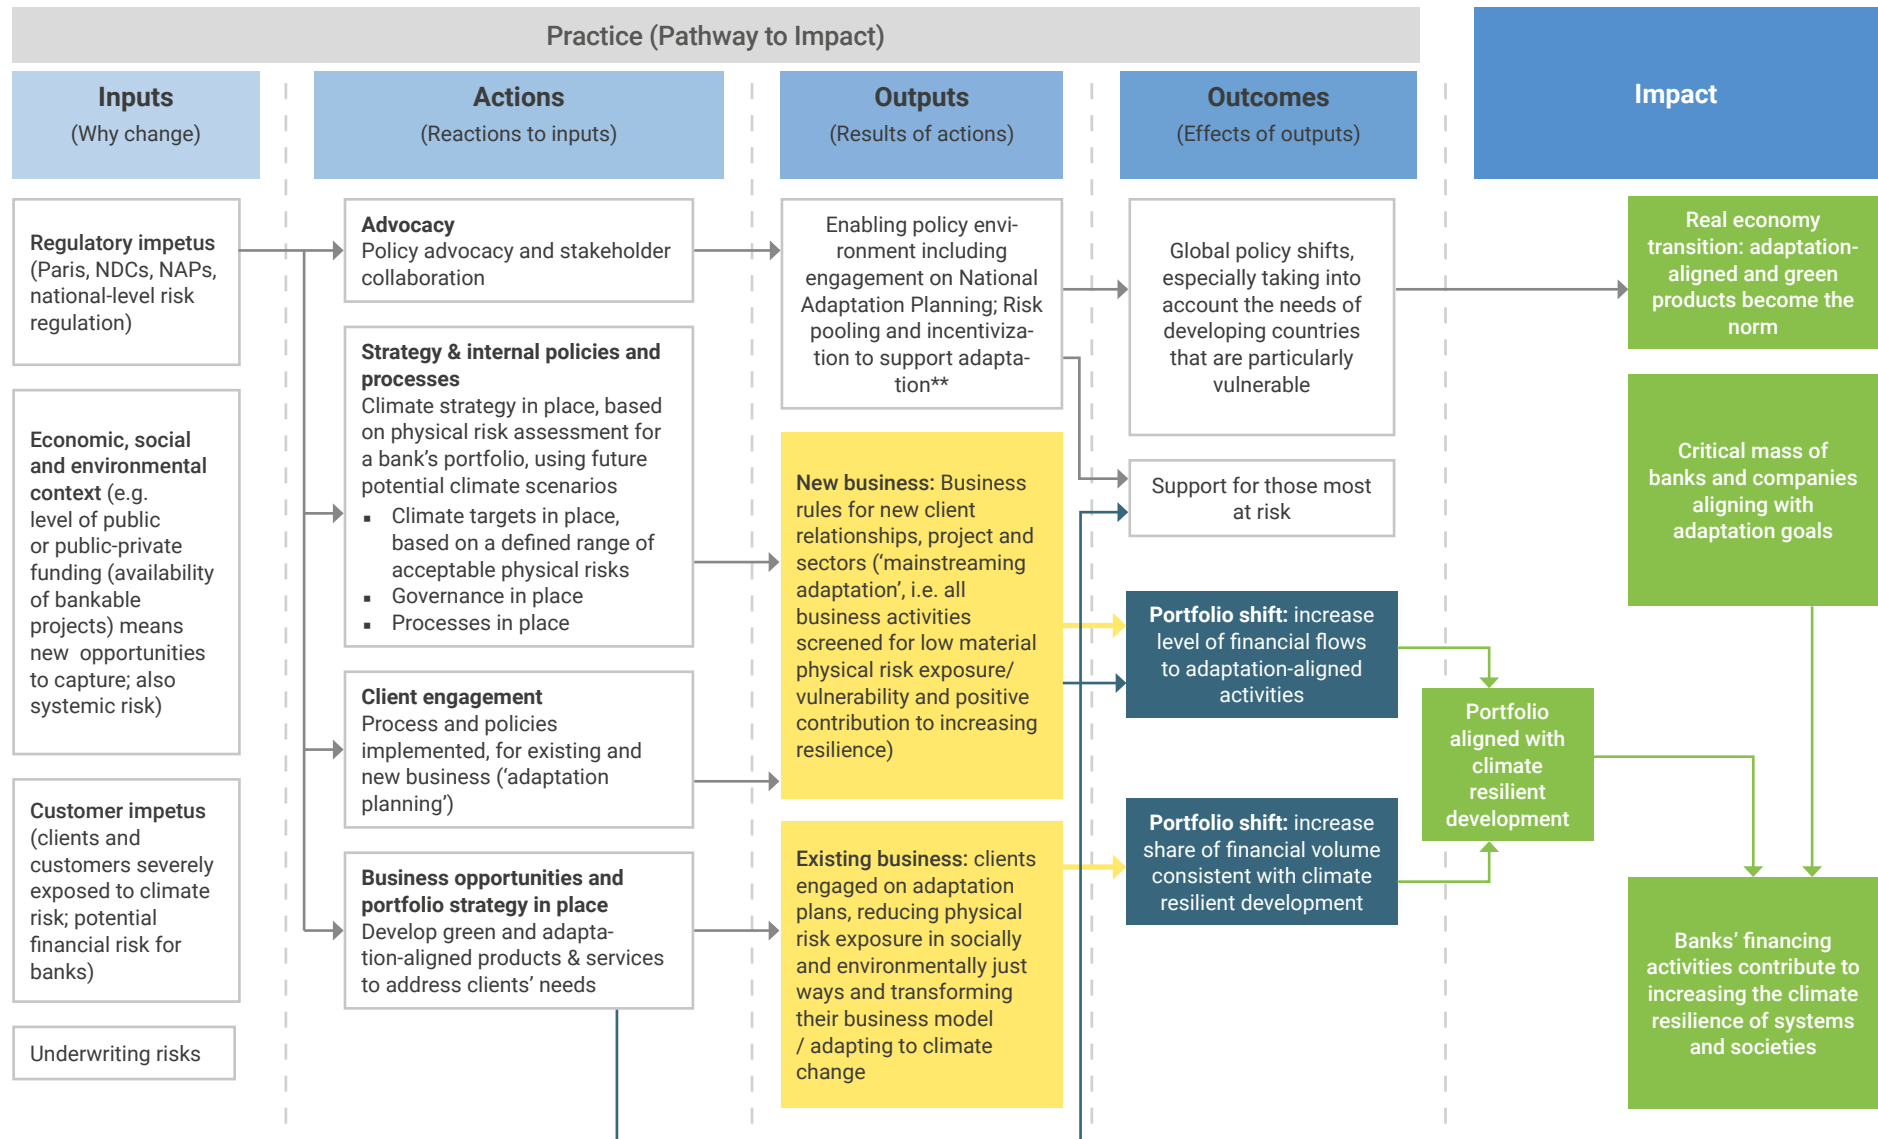 Practice (Pathway to Impact)
Impact
Inputs
(Why change)
Actions
(Reactions to inputs)
Outputs
(Results of actions)
Outcomes
(Effects of outputs)
Regulatory impetus
(Paris, NDCs, NAPs,
national-level risk
regulation)
Economic, social
and environmental
context (e.g.
level of public
or public-private
funding (availability
of bankable
projects) means
new opportunities
to capture; also
systemic risk)
Customer impetus
(clients and
customers severely
exposed to climate
risk; potential
financial risk for
banks)
Underwriting risks
Advocacy
Policy advocacy and stakeholder
collaboration
Strategy & internal policies and
processes
Climate strategy in place, based
on physical risk assessment for
a bank's portfolio, using future
potential climate scenarios
▪ Climate targets in place,
based on a defined range of
acceptable physical risks
▪ Governance in place
▪ Processes in place
Client engagement
Process and policies
implemented, for existing and
new business (‘adaptation
planning’)
Business opportunities and
portfolio strategy in place
Develop green and adapta-
tion-aligned products & services
to address clients’ needs
Enabling policy envi-
ronment including
engagement on National
Adaptation Planning; Risk
pooling and incentiviza-
tion to support adapta-
tion**
New business: Business
rules for new client
relationships, project and
sectors (‘mainstreaming
adaptation’, i.e. all
business activities
screened for low material
physical risk exposure/
vulnerability and positive
contribution to increasing
resilience)
Existing business: clients
engaged on adaptation
plans, reducing physical
risk exposure in socially
and environmentally just
ways and transforming
their business model
/ adapting to climate
change
Global policy shifts,
especially taking into
account the needs of
developing countries
that are particularly
vulnerable
Support for those most
at risk
Portfolio shift: increase
level of financial flows
to adaptation-aligned
activities
Portfolio shift: increase
share of financial volume
consistent with climate
resilient development
Portfolio
aligned with
climate
resilient
development
Real economy
transition: adaptation-
aligned and green
products become the
norm
Critical mass of
banks and companies
aligning with
adaptation goals
Banks’ financing
activities contribute to
increasing the climate
resilience of systems
and societies